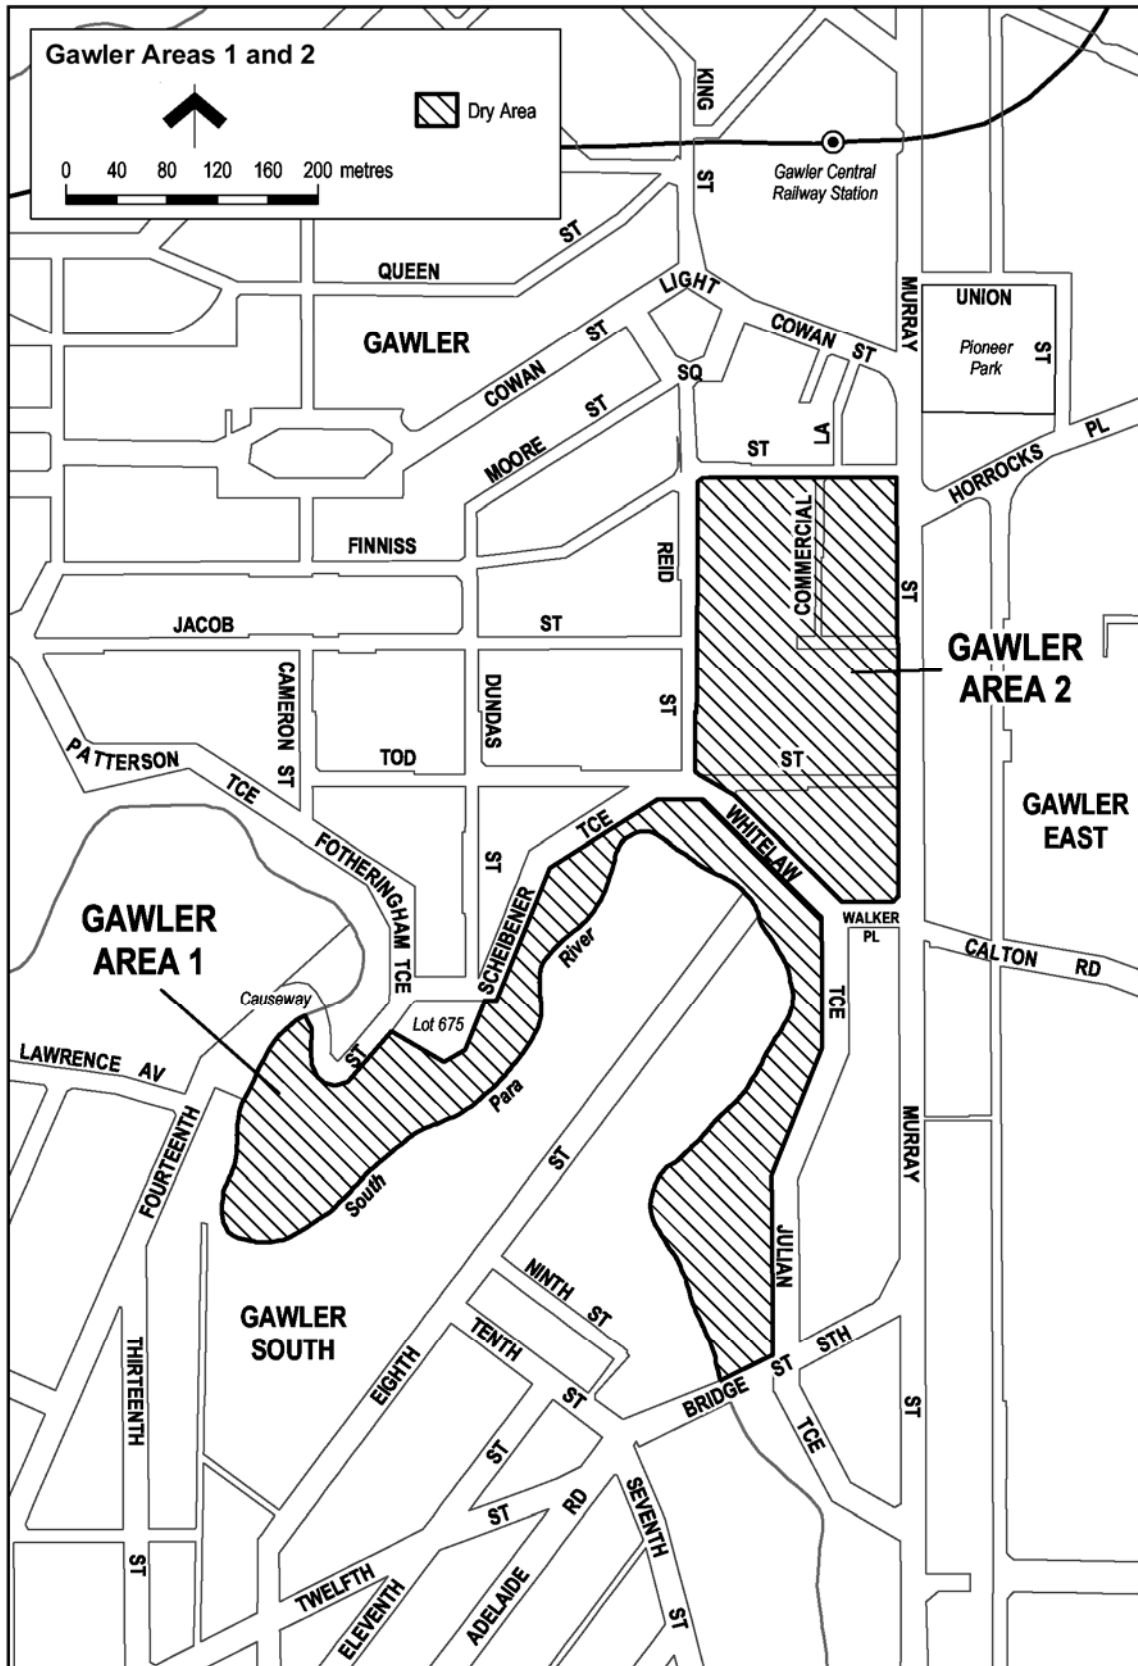 Gawler Areas 1 and 2
Dry Area
0 40 80 120 160 200 metres
KING
ST
Gawler Central
Railway Station
QUEEN
ST
LIGHT
SQ
GAWLER
COWAN
ST
COWAN
ST
MURRAY
UNION
ST
Pioneer
Park
MOORE
ST
ST
LA
HORROCKS
PL
FINNISS
REID
COMMERCIAL
ST
JACOB
ST
GAWLER
AREA 2
CAMERON ST
DUNDAS
ST
PATTERSON
TCE
TOD
ST
GAWLER
EAST
FOTHERINGHAM TCE
ST
TCE
WHITELAW
SCHEIBENER
River
WALKER
PL
CALTON
RD
GAWLER
AREA 1
Causeway
Lot 675
TCE
LAWRENCE
AV
ST
Para
FOURTEENTH
South
ST
MURRAY
JULIAN
NINTH
ST
GAWLER
SOUTH
TENTH
ST
STH
ST
BRIDGE
THIRTEENTH
EIGHTH
ST
TCE
ST
ST
RD
SEVENTH
ST
ST
TWELFTH
ELEVENTH
ADELAIDE
ST